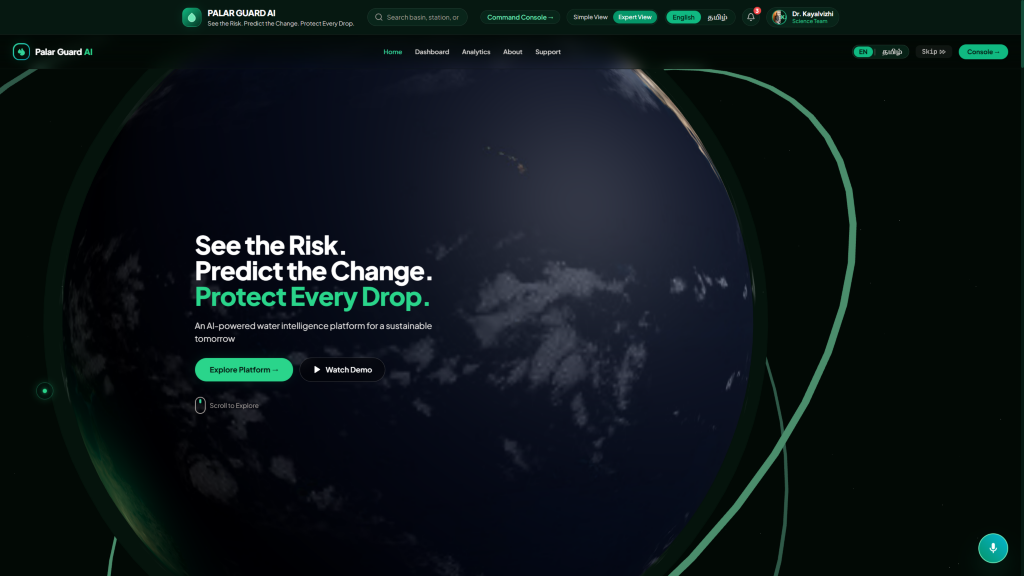 PALAR GUARD AI
See the Risk. Predict the Change. Protect Every Drop.
Search basin, station, or
Command Console →
Simple View
Expert View
English
தமிழ்
3
Dr. Kayalvizhi
Science Team
Palar Guard AI
Home
Dashboard
Analytics
About
Support
EN
தமிழ்
Skip
Console →
See the Risk.
Predict the Change.
Protect Every Drop.
An AI-powered water intelligence platform for a sustainable
tomorrow
Explore Platform →
Watch Demo
Scroll to Explore